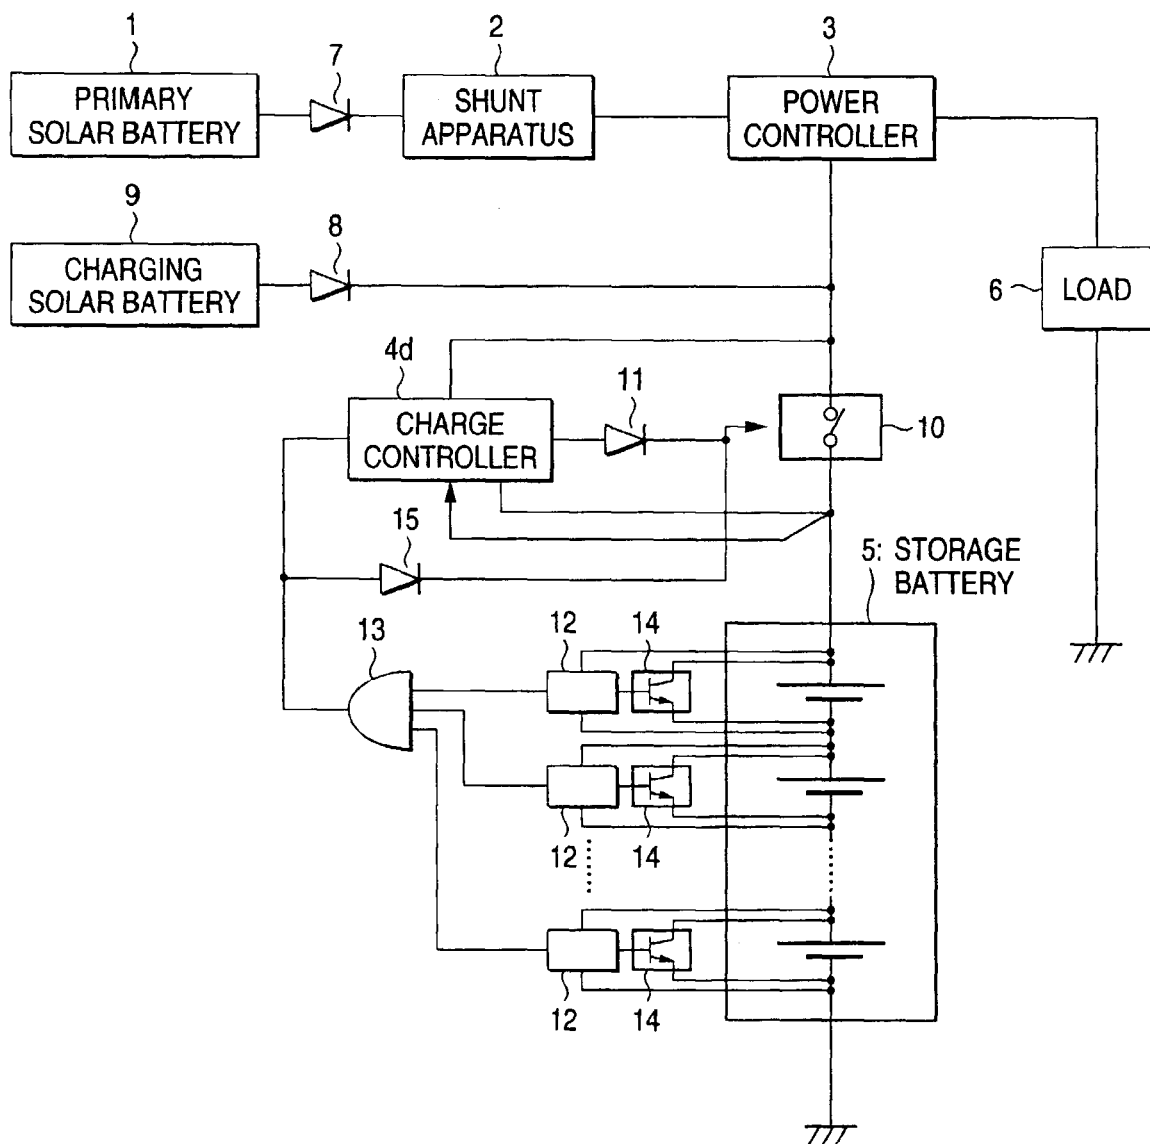 1
2
3
7
PRIMARY
SOLAR BATTERY
SHUNT
APPARATUS
POWER
CONTROLLER
9
8
CHARGING
SOLAR BATTERY
6
LOAD
4d
11
CHARGE
CONTROLLER
10
15
5: STORAGE
BATTERY
13
12
14
12
14
12
14